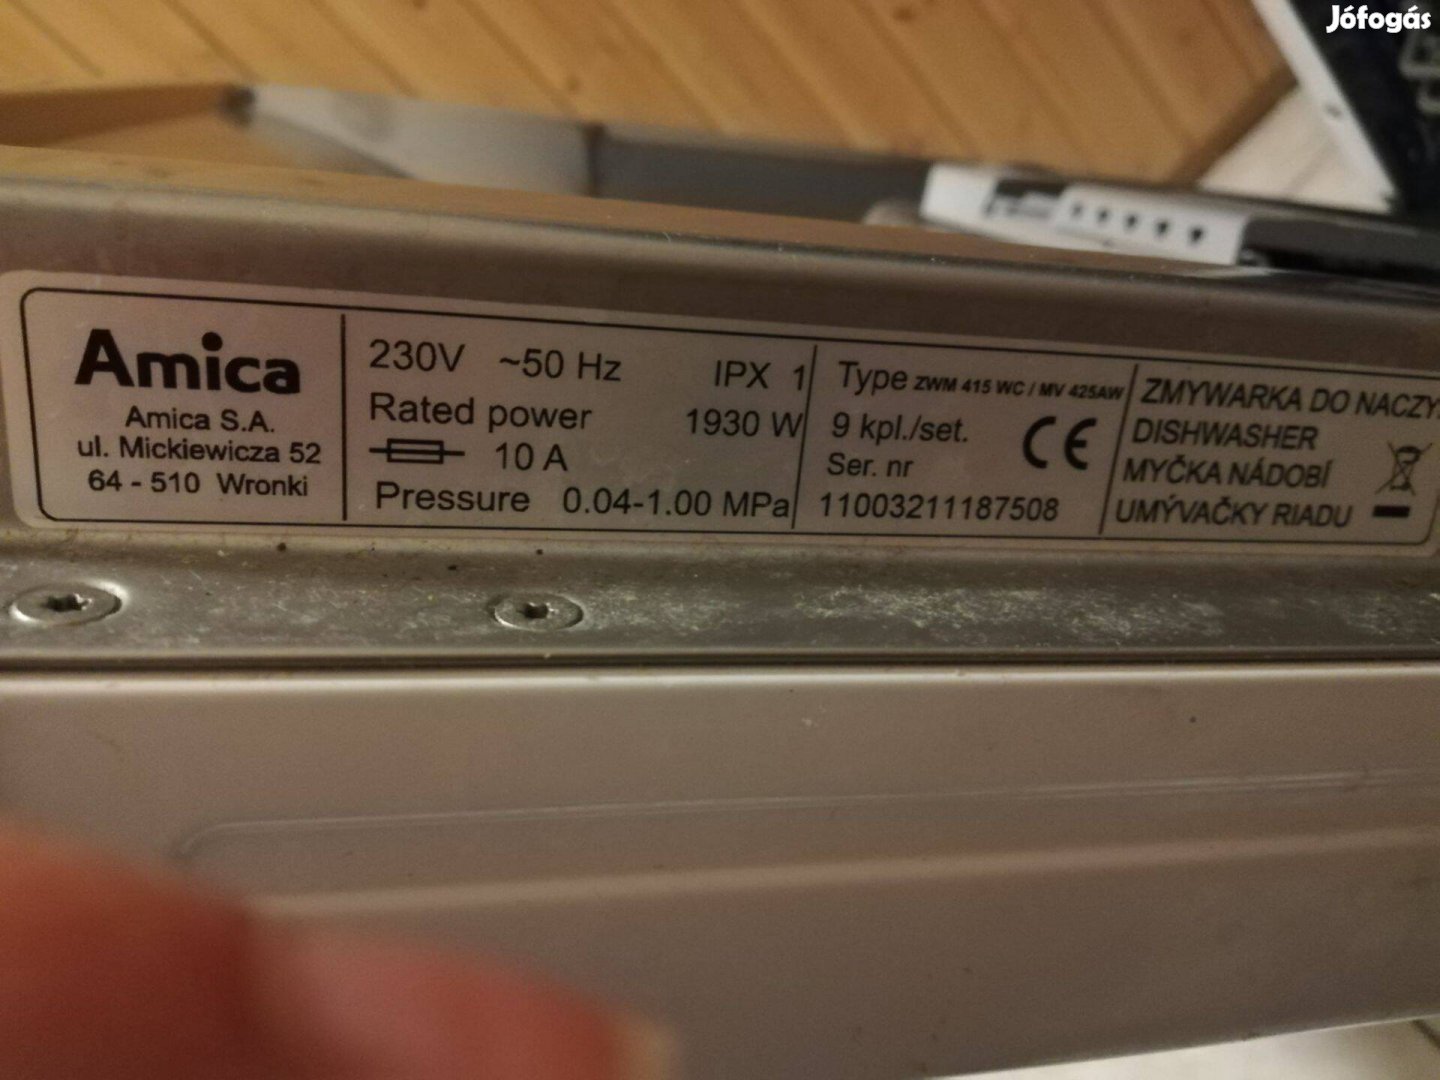 Jófogás
Amica
Amica S.A.
ul. Mickiewicza 52
64 - 510 Wronki
230V ~50 Hz IPX 1
Rated power 1930 W
10 A
Pressure 0.04-1.00 MPa
Type ZWM 415 WC / MV 425AW
9 kpl./set.
Ser. nr
11003211187508
CE
ZMYWARKA DO NACZY
DISHWASHER
MYČKA NÁDOBÍ
UMÝVAČKY RIADU